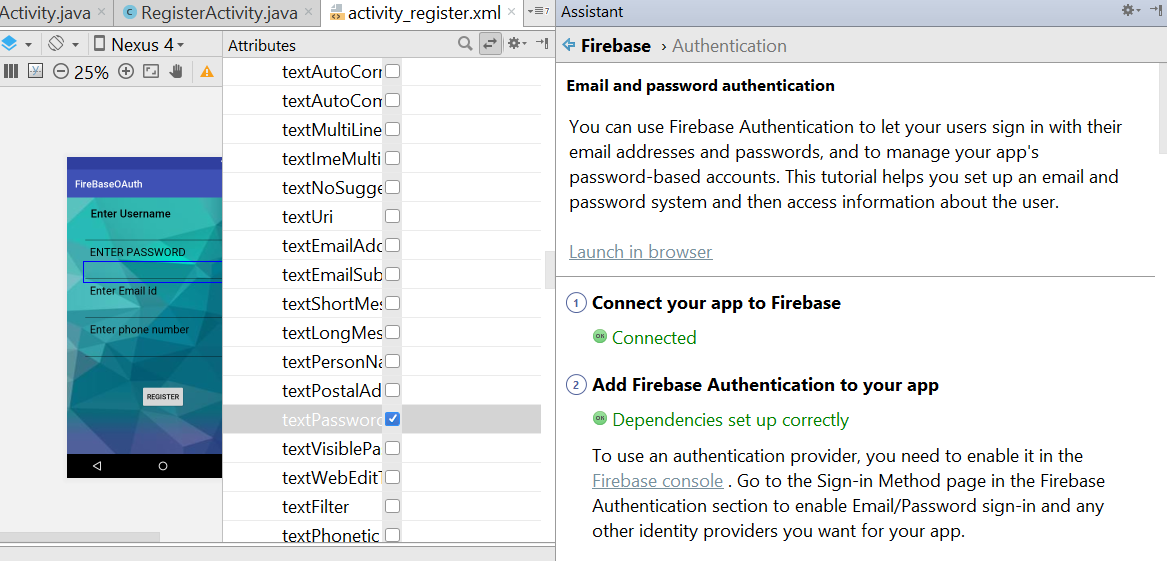 Activity.java
RegisterActivity.java
activity_register.xml
7
Nexus 4
25%
FireBaseOAuth
Enter Username
ENTER PASSWORD
Enter Email id
Enter phone number
REGISTER
Attributes
textAutoCorr
textAutoCom
textMultiLine
textImeMulti
textNoSugge
textUri
textEmailAdd
textEmailSub
textShortMes
textLongMes
textPersonNa
textPostalAd
textPassword
textVisiblePa
textWebEditT
textFilter
textPhonetic
Assistant
Firebase › Authentication
Email and password authentication
You can use Firebase Authentication to let your users sign in with their
email addresses and passwords, and to manage your app's
password-based accounts. This tutorial helps you set up an email and
password system and then access information about the user.
Launch in browser
1 Connect your app to Firebase
OK Connected
2 Add Firebase Authentication to your app
OK Dependencies set up correctly
To use an authentication provider, you need to enable it in the
Firebase console . Go to the Sign-in Method page in the Firebase
Authentication section to enable Email/Password sign-in and any
other identity providers you want for your app.